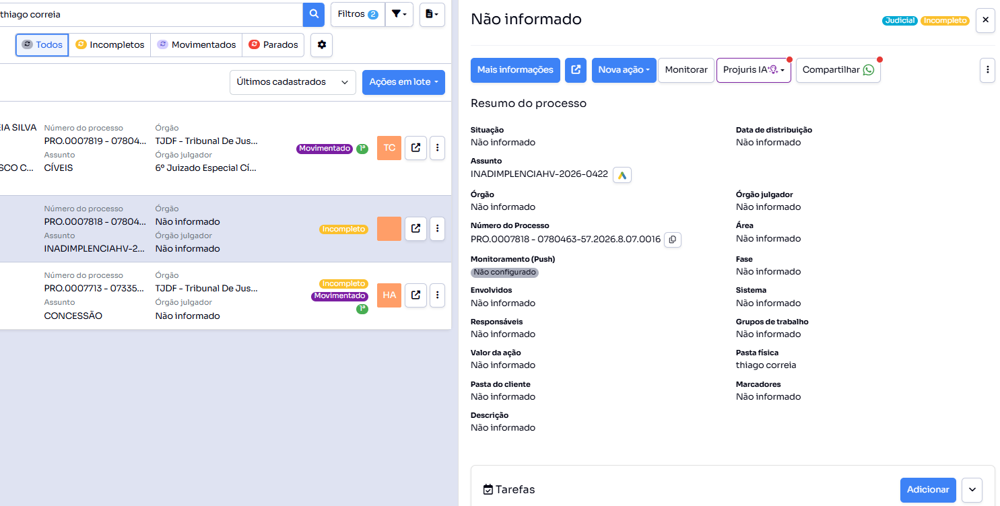 thiago correia
Filtros 2
Todos
Incompletos
Movimentados
Parados
Últimos cadastrados
Ações em lote
EIA SILVA
Número do processo
Órgão
PRO.0007819 - 07804...
TJDF - Tribunal De Jus...
Movimentado
1ª
TC
Assunto
Órgão julgador
SCO C...
CÍVEIS
6º Juizado Especial Cí...
Número do processo
Órgão
PRO.0007818 - 07804...
Não informado
Incompleto
Assunto
Órgão julgador
INADIMPLENCIAHV-2...
Não informado
Número do processo
Órgão
PRO.0007713 - 07335...
TJDF - Tribunal De Jus...
Incompleto
Movimentado
1ª
HA
Assunto
Órgão julgador
CONCESSÃO
Não informado
Não informado
Judicial
Incompleto
Mais informações
Nova ação
Monitorar
Projuris IA
Compartilhar
Resumo do processo
Situação
Não informado
Data de distribuição
Não informado
Assunto
INADIMPLENCIAHV-2026-0422
Órgão
Não informado
Órgão julgador
Não informado
Número do Processo
PRO.0007818 - 0780463-57.2026.8.07.0016
Área
Não informado
Monitoramento (Push)
Não configurado
Fase
Não informado
Envolvidos
Não informado
Sistema
Não informado
Responsáveis
Não informado
Grupos de trabalho
Não informado
Valor da ação
Não informado
Pasta física
thiago correia
Pasta do cliente
Não informado
Marcadores
Não informado
Descrição
Não informado
Tarefas
Adicionar